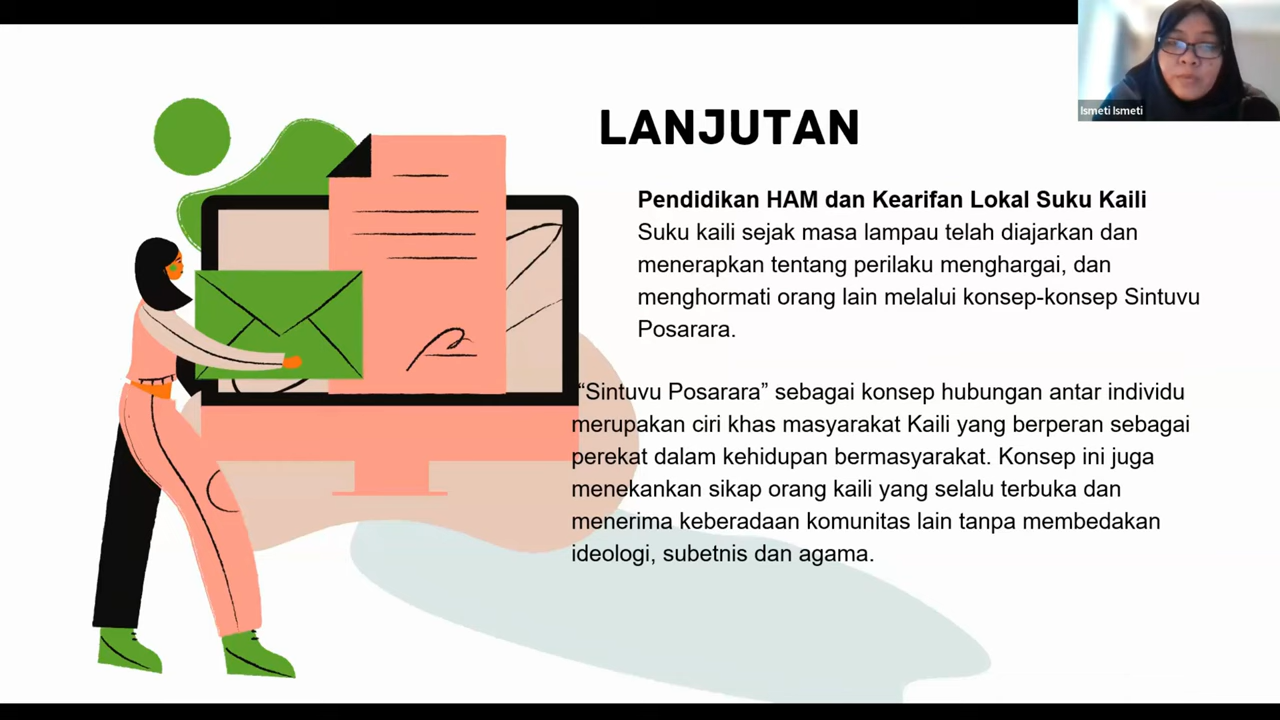 Ismeti Ismeti
LANJUTAN
Pendidikan HAM dan Kearifan Lokal Suku Kaili
Suku kaili sejak masa lampau telah diajarkan dan
menerapkan tentang perilaku menghargai, dan
menghormati orang lain melalui konsep-konsep Sintuvu
Posarara.
“Sintuvu Posarara” sebagai konsep hubungan antar individu
merupakan ciri khas masyarakat Kaili yang berperan sebagai
perekat dalam kehidupan bermasyarakat. Konsep ini juga
menekankan sikap orang kaili yang selalu terbuka dan
menerima keberadaan komunitas lain tanpa membedakan
ideologi, subetnis dan agama.